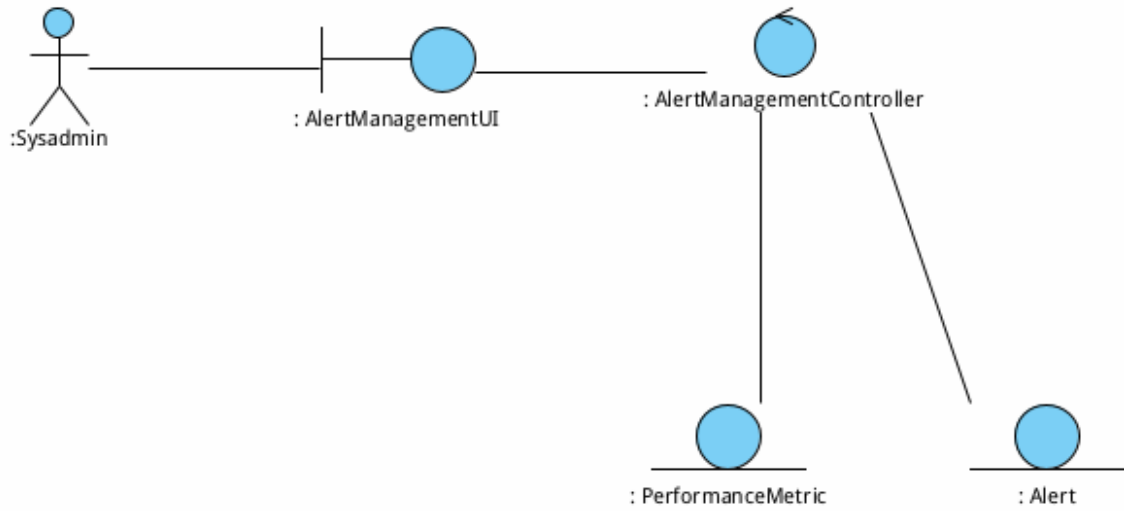 :Sysadmin
: AlertManagementUI
: AlertManagementController
: PerformanceMetric
: Alert